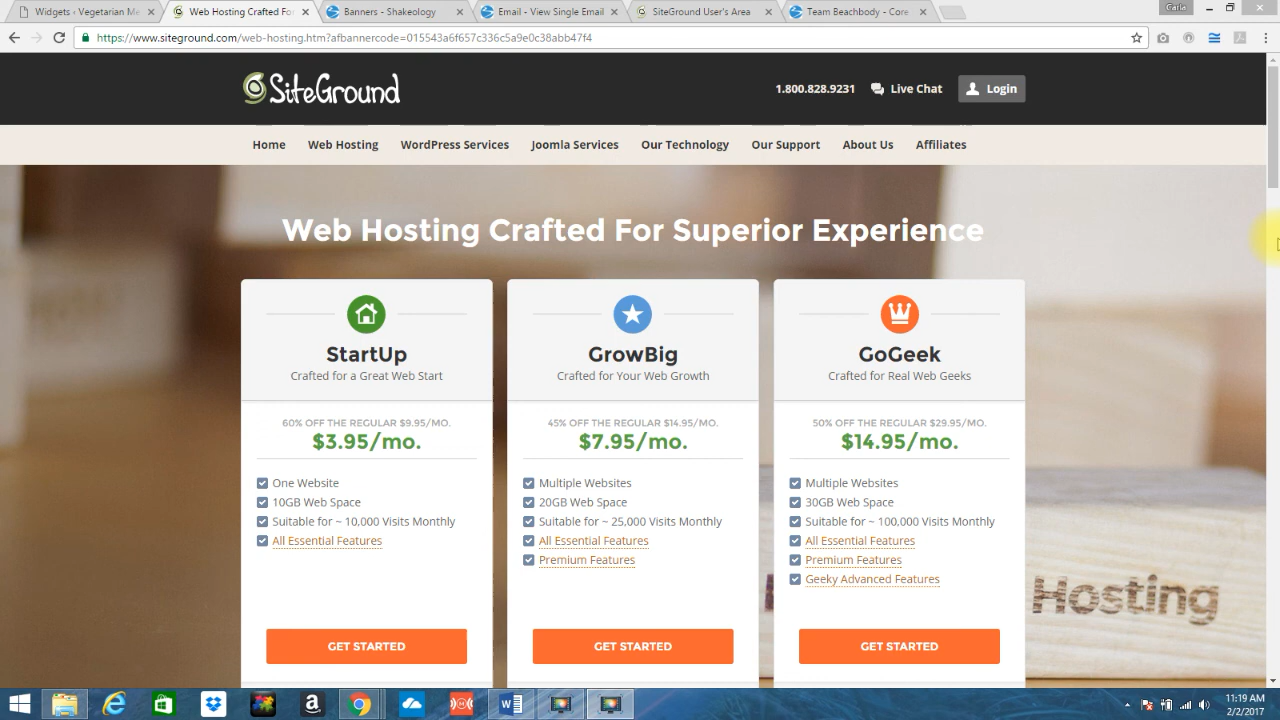 Widgets ‹ Vegetarian Me
Web Hosting Crafted For
Banners - Shakeology
Email - View Single Email
SiteGround User's Area
Team Beachbody - Core
Carla
https://www.siteground.com/web-hosting.htm?afbannercode=015543a6f657c336c5a9e0c38abb47f4
SiteGround
1.800.828.9231
Live Chat
Login
Home
Web Hosting
WordPress Services
Joomla Services
Our Technology
Our Support
About Us
Affiliates
Web Hosting Crafted For Superior Experience
StartUp
Crafted for a Great Web Start
60% OFF THE REGULAR $9.95/MO.
$3.95/mo.
One Website
10GB Web Space
Suitable for ~ 10,000 Visits Monthly
All Essential Features
GET STARTED
GrowBig
Crafted for Your Web Growth
45% OFF THE REGULAR $14.95/MO.
$7.95/mo.
Multiple Websites
20GB Web Space
Suitable for ~ 25,000 Visits Monthly
All Essential Features
Premium Features
GET STARTED
GoGeek
Crafted for Real Web Geeks
50% OFF THE REGULAR $29.95/MO.
$14.95/mo.
Multiple Websites
30GB Web Space
Suitable for ~ 100,000 Visits Monthly
All Essential Features
Premium Features
Geeky Advanced Features
GET STARTED
Hosting
11:19 AM
2/2/2017